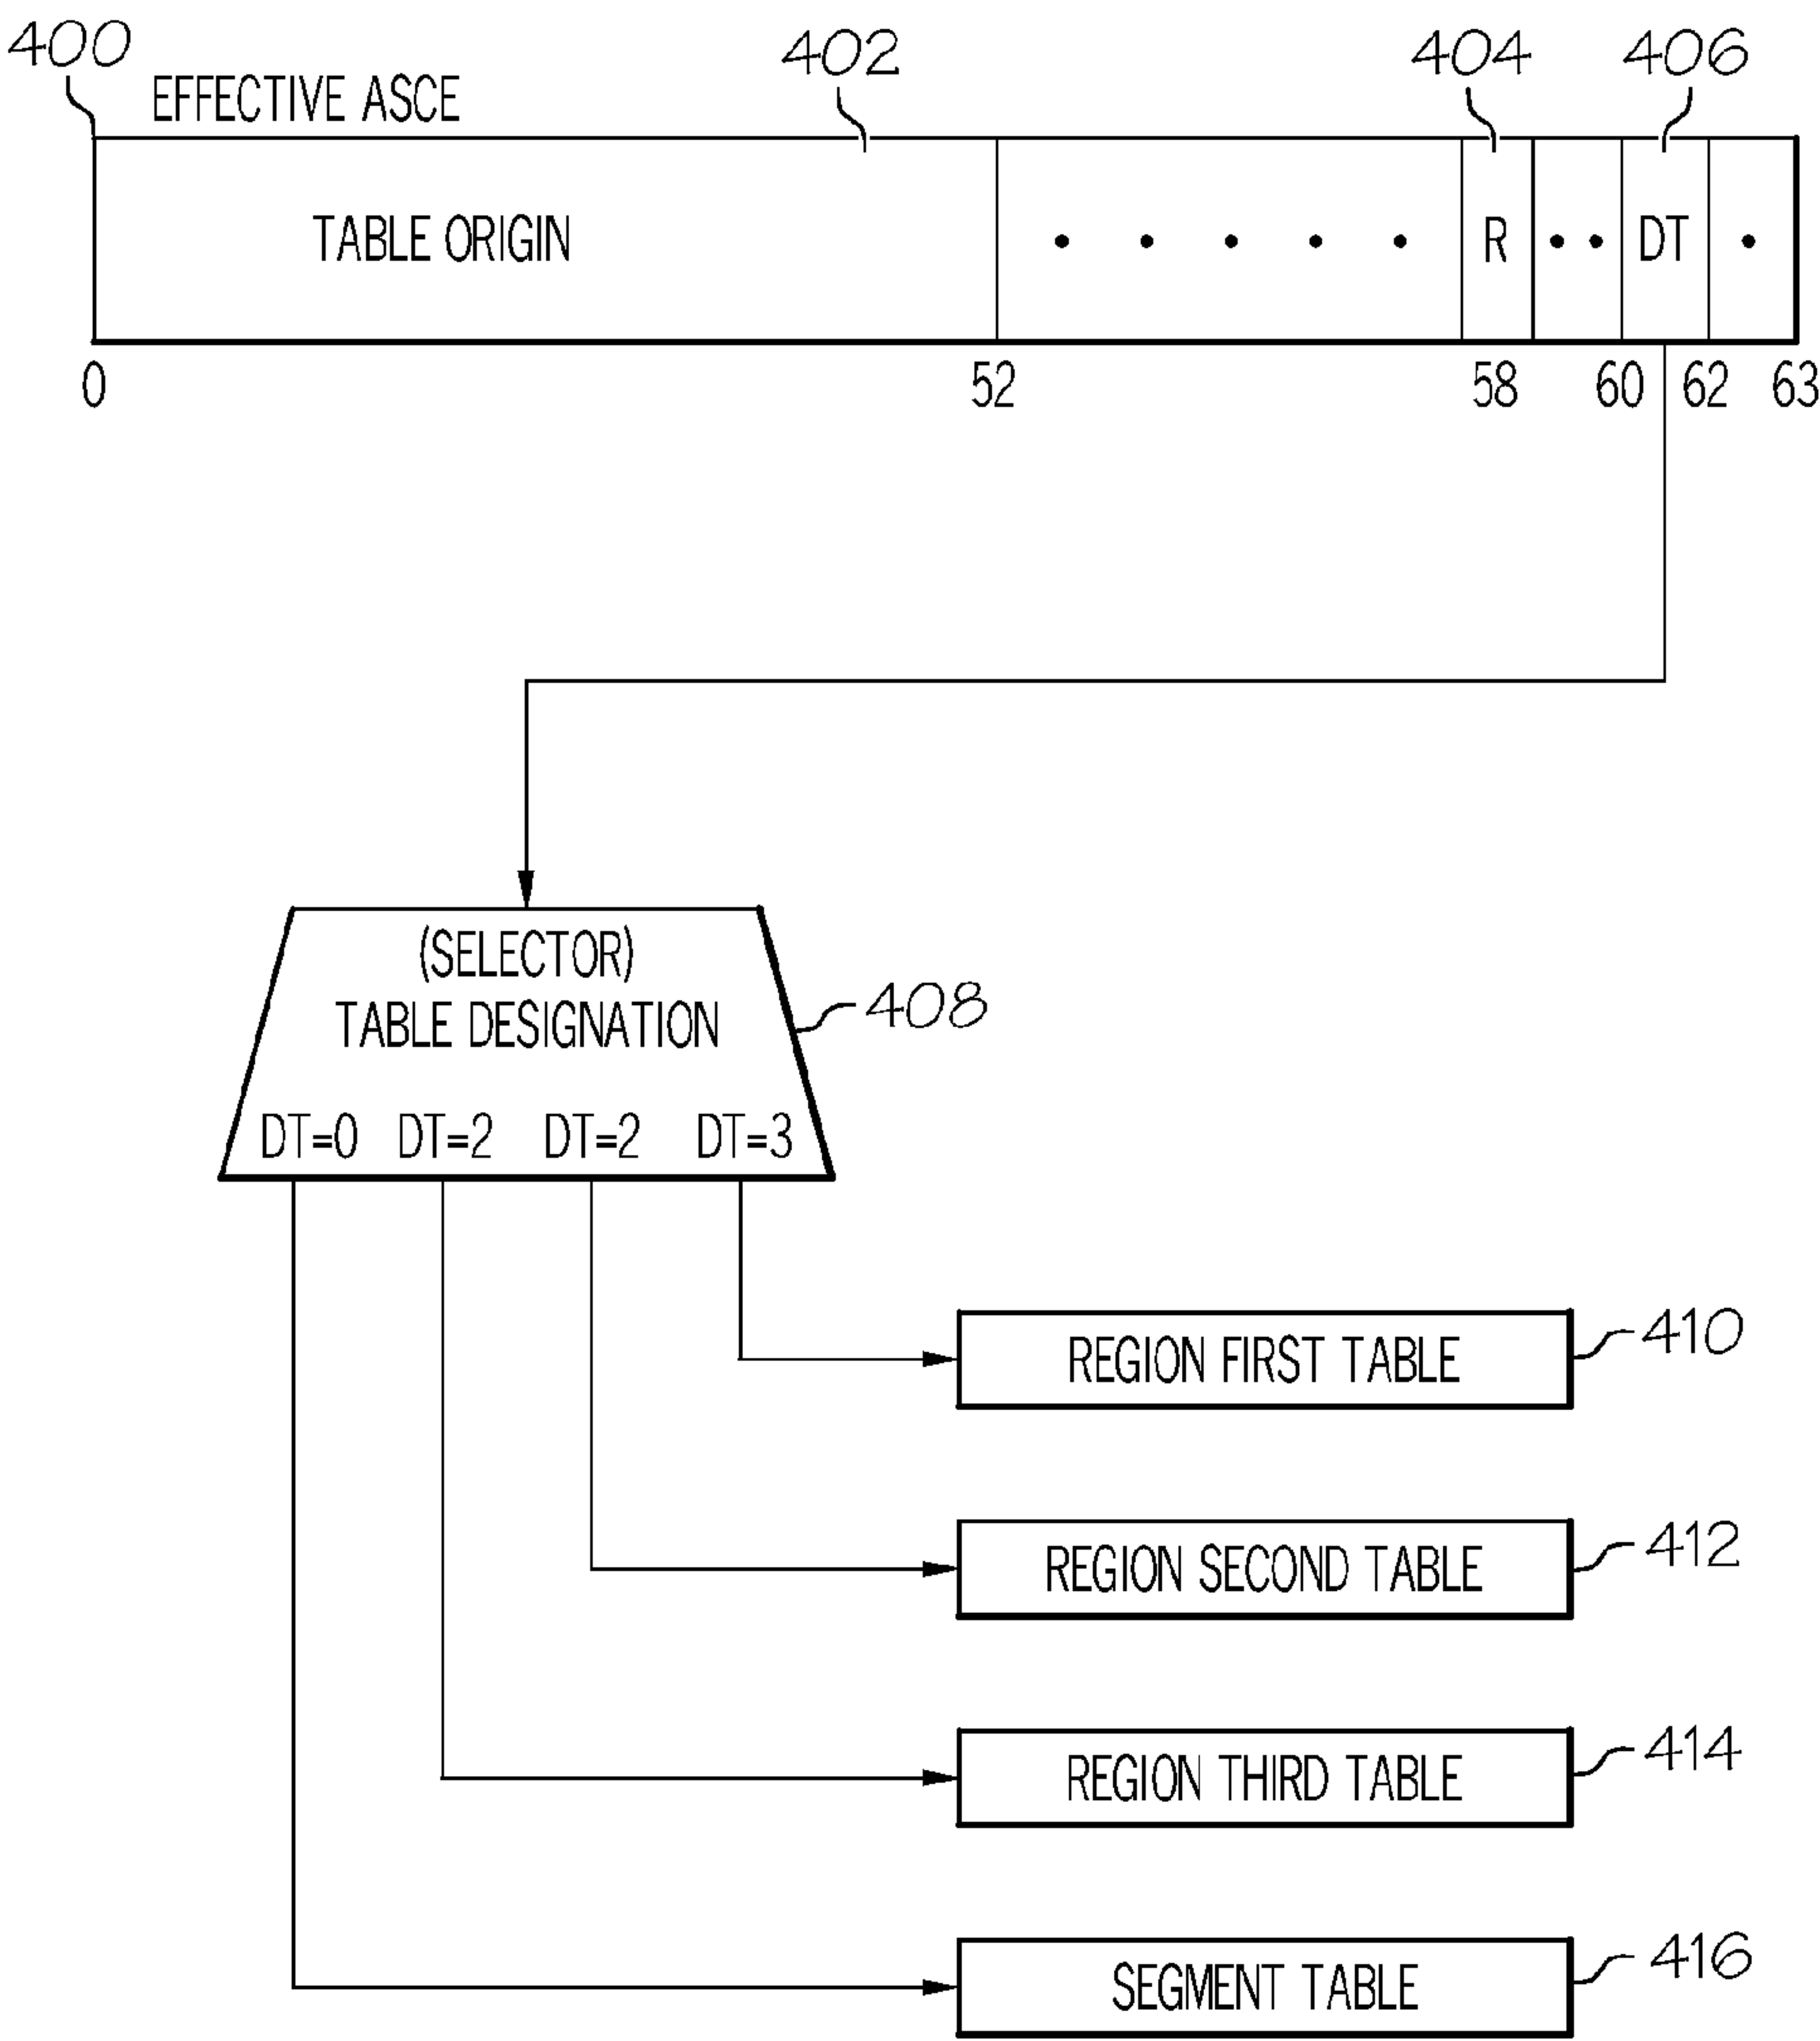 400 402 404 406
EFFECTIVE ASCE
TABLE ORIGIN • • • • • R • • DT •
0 52 58 60 62 63
(SELECTOR)
TABLE DESIGNATION
408
DT=0 DT=2 DT=2 DT=3
REGION FIRST TABLE 410
REGION SECOND TABLE 412
REGION THIRD TABLE 414
SEGMENT TABLE 416